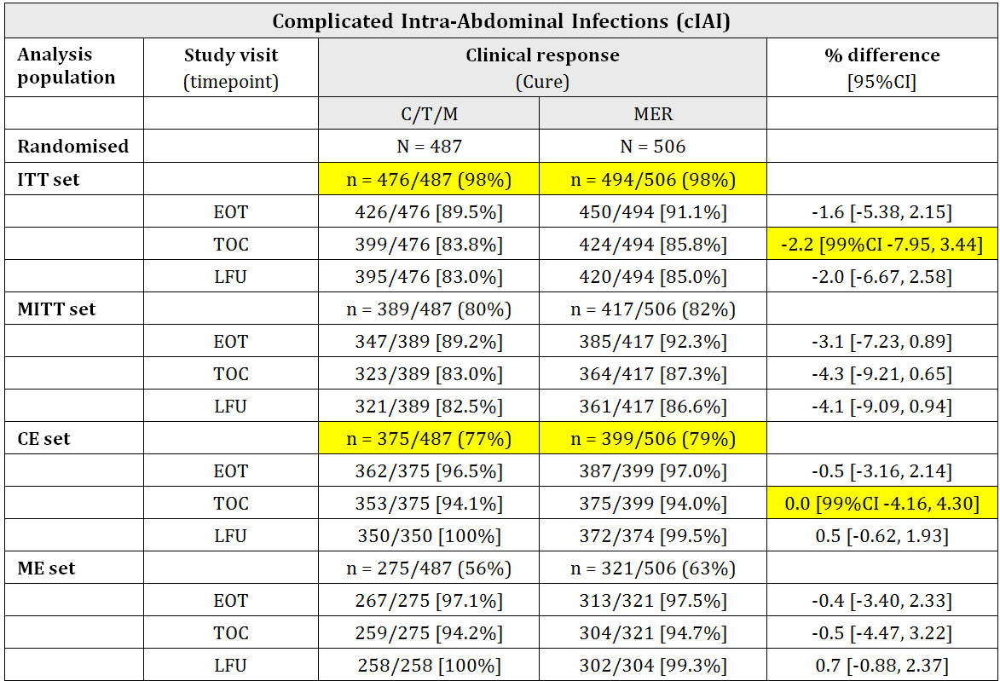 Complicated Intra-Abdominal Infections (cIAI)
Analysis population Study visit (timepoint) Clinical response (Cure) % difference [95%CI]
C/T/M MER
Randomised N = 487 N = 506
ITT set n = 476/487 (98%) n = 494/506 (98%)
EOT 426/476 [89.5%] 450/494 [91.1%] -1.6 [-5.38, 2.15]
TOC 399/476 [83.8%] 424/494 [85.8%] -2.2 [99%CI -7.95, 3.44]
LFU 395/476 [83.0%] 420/494 [85.0%] -2.0 [-6.67, 2.58]
MITT set n = 389/487 (80%) n = 417/506 (82%)
EOT 347/389 [89.2%] 385/417 [92.3%] -3.1 [-7.23, 0.89]
TOC 323/389 [83.0%] 364/417 [87.3%] -4.3 [-9.21, 0.65]
LFU 321/389 [82.5%] 361/417 [86.6%] -4.1 [-9.09, 0.94]
CE set n = 375/487 (77%) n = 399/506 (79%)
EOT 362/375 [96.5%] 387/399 [97.0%] -0.5 [-3.16, 2.14]
TOC 353/375 [94.1%] 375/399 [94.0%] 0.0 [99%CI -4.16, 4.30]
LFU 350/350 [100%] 372/374 [99.5%] 0.5 [-0.62, 1.93]
ME set n = 275/487 (56%) n = 321/506 (63%)
EOT 267/275 [97.1%] 313/321 [97.5%] -0.4 [-3.40, 2.33]
TOC 259/275 [94.2%] 304/321 [94.7%] -0.5 [-4.47, 3.22]
LFU 258/258 [100%] 302/304 [99.3%] 0.7 [-0.88, 2.37]